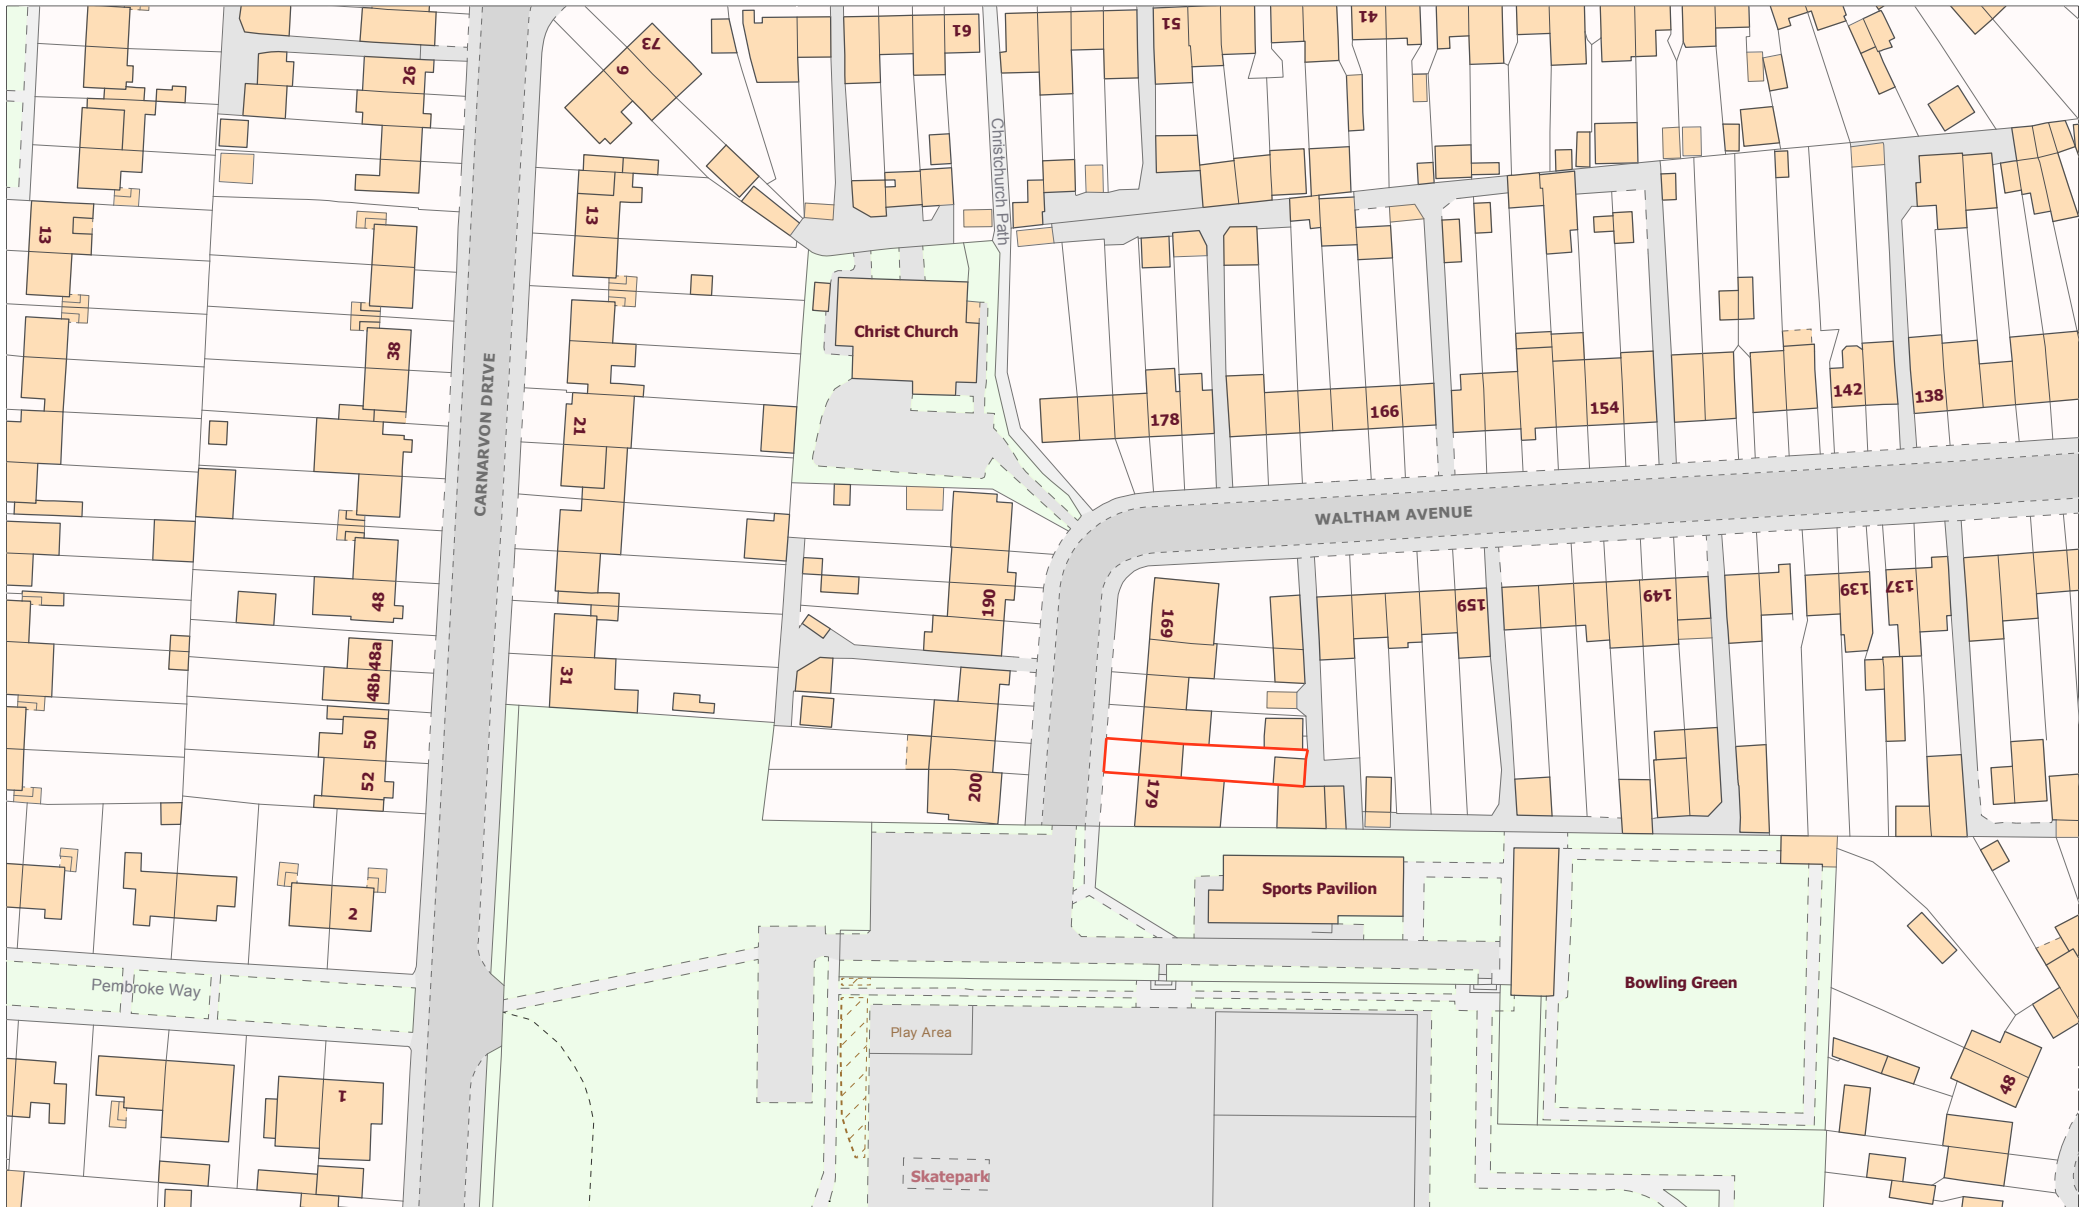 73
9
61
51
41
26
Christchurch Path
13
13
Christ Church
38
CARNARVON DRIVE
21
178
166
154
142
138
WALTHAM AVENUE
48
190
169
159
149
139
137
48a
48b
31
50
52
200
179
2
Sports Pavilion
Pembroke Way
Bowling Green
Play Area
1
48
Skatepark